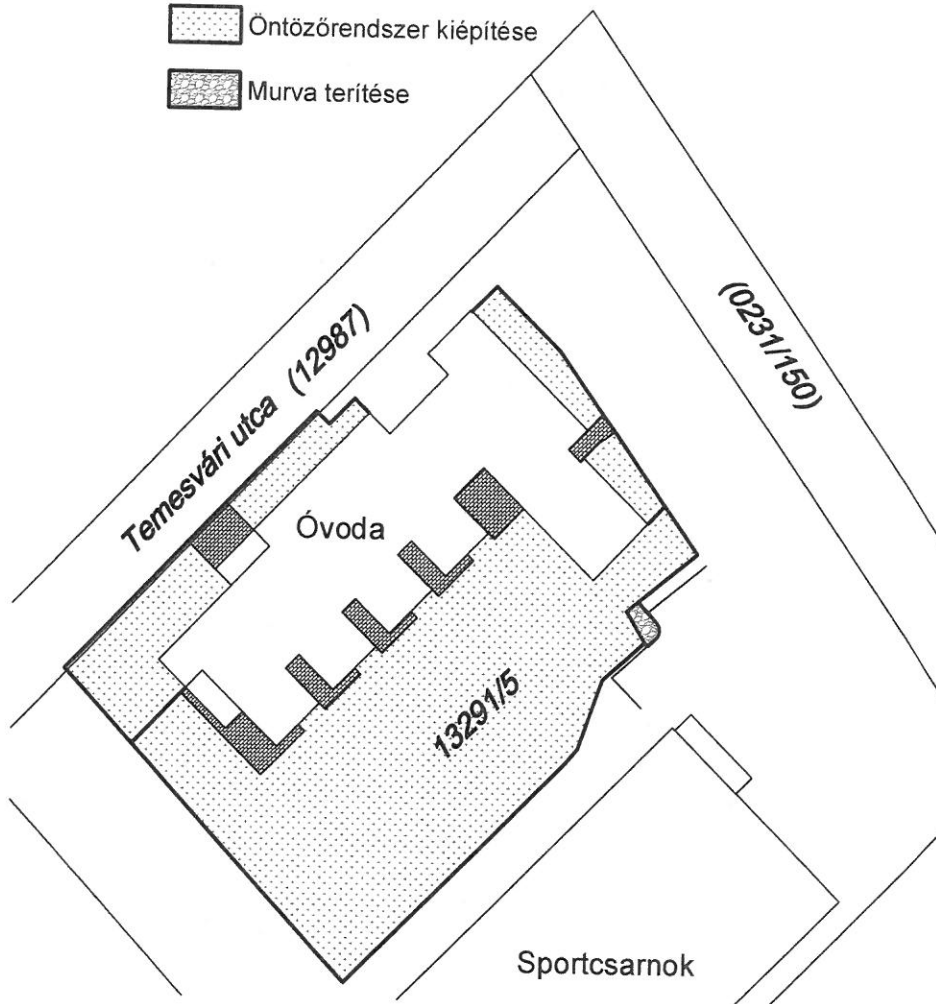 Öntözőrendszer kiépítése
Murva terítése
Temesvári utca (12987)
(0231/150)
Óvoda
13291/5
Sportcsarnok